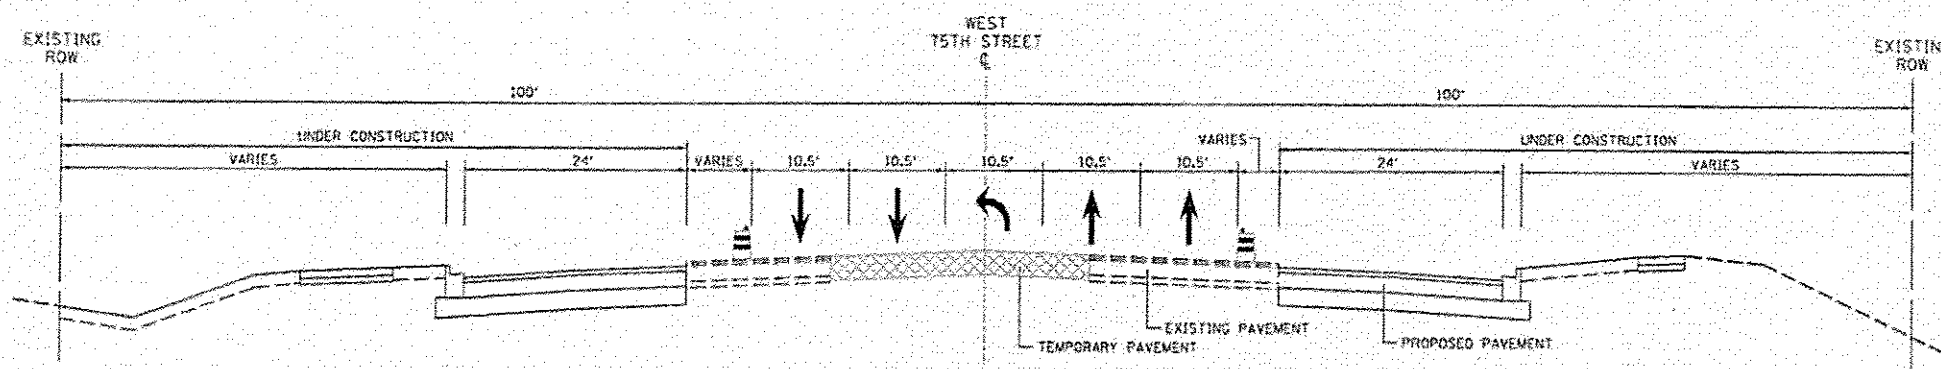 WEST
75TH STREET
℄
EXISTING
ROW
EXISTIN
ROW
100'
100'
UNDER CONSTRUCTION
VARIES
UNDER CONSTRUCTION
VARIES
24'
VARIES
10.5'
10.5'
10.5'
10.5'
10.5'
24'
VARIES
EXISTING PAVEMENT
TEMPORARY PAVEMENT
PROPOSED PAVEMENT